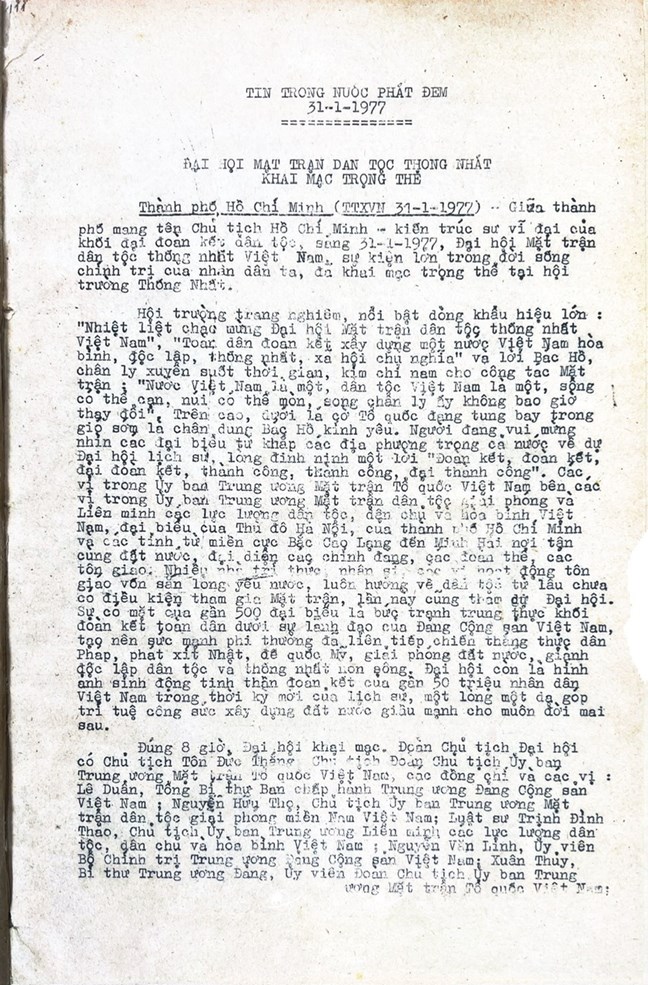 TIN TRONG NƯỚC PHÁT ĐÊM
31-1-1977
===============
ĐẠI HỘI MẶT TRẬN DÂN TỘC THỐNG NHẤT
KHAI MẠC TRỌNG THỂ
Thành phố Hồ Chí Minh (TTXVN 31-1-1977) - Giữa thành
phố mang tên Chủ tịch Hồ Chí Minh - kiến trúc sư vĩ đại của
khối đại đoàn kết dân tộc, sáng 31-1-1977, Đại hội Mặt trận
dân tộc thống nhất Việt Nam, sự kiện lớn trong đời sống
chính trị của nhân dân ta, đã khai mạc trọng thể tại hội
trường Thống Nhất.
Hội trường trang nghiêm, nổi bật dòng khẩu hiệu lớn :
"Nhiệt liệt chào mừng Đại hội Mặt trận dân tộc thống nhất
Việt Nam", "Toàn dân đoàn kết xây dựng một nước Việt Nam hòa
bình, độc lập, thống nhất, xã hội chủ nghĩa" và lời Bác Hồ,
chân lý xuyên suốt thời gian, kim chỉ nam cho công tác Mặt
trận : "Nước Việt Nam là một, dân tộc Việt Nam là một, sông
có thể cạn, núi có thể mòn, song chân lý ấy không bao giờ
thay đổi". Trên cao, dưới lá cờ Tổ quốc đang tung bay trong
gió sớm là chân dung Bác Hồ kính yêu. Người đang vui mừng
nhìn các đại biểu từ khắp các địa phương trong cả nước về dự
Đại hội lịch sử, lòng đinh ninh một lời "Đoàn kết, đoàn kết,
đại đoàn kết, thành công, thành công, đại thành công". Các
vị trong Ủy ban Trung ương Mặt trận Tổ quốc Việt Nam bên các
vị trong Ủy ban Trung ương Mặt trận dân tộc giải phóng và
Liên minh các lực lượng dân tộc, dân chủ và hòa bình Việt
Nam, đại biểu của Thủ đô Hà Nội, của thành phố Hồ Chí Minh
và các tỉnh từ miền cực Bắc Cao Lạng đến Minh Hải nơi tận
cùng đất nước, đại diện các chính đảng, các đoàn thể, các
tôn giáo. Nhiều nhà trí thức, nhân sĩ, các vị hoạt động tôn
giáo vốn sẵn lòng yêu nước, luôn hướng về dân tộc từ lâu chưa
có điều kiện tham gia Mặt trận, lần này cũng thăm dự Đại hội.
Sự có mặt của gần 500 đại biểu là bức tranh trung thực khối
đoàn kết toàn dân dưới sự lãnh đạo của Đảng Cộng sản Việt Nam,
tạo nên sức mạnh phi thường đã liên tiếp chiến thắng thực dân
Pháp, phát xít Nhật, đế quốc Mỹ, giải phóng đất nước, giành
độc lập dân tộc và thống nhất non sông. Đại hội còn là hình
ảnh sinh động tinh thần đoàn kết của gần 50 triệu nhân dân
Việt Nam trong thời kỳ mới của lịch sử, một lòng một dạ góp
trí tuệ công sức xây dựng đất nước giàu mạnh cho muôn đời mai
sau.
Đúng 8 giờ, Đại hội khai mạc. Đoàn Chủ tịch Đại hội
có Chủ tịch Tôn Đức Thắng, Chủ tịch Đoàn Chủ tịch Ủy ban
Trung ương Mặt trận Tổ quốc Việt Nam, các đồng chí và các vị :
Lê Duẩn, Tổng Bí thư Ban chấp hành Trung ương Đảng Cộng sản
Việt Nam ; Nguyễn Hữu Thọ, Chủ tịch Ủy ban Trung ương Mặt
trận dân tộc giải phóng miền Nam Việt Nam; Luật sư Trịnh Đình
Thảo, Chủ tịch Ủy ban Trung ương Liên minh các lực lượng dân
tộc, dân chủ và hòa bình Việt Nam ; Nguyễn Văn Linh, Ủy viên
Bộ Chính trị Trung ương Đảng Cộng sản Việt Nam; Xuân Thủy,
Bí thư Trung ương Đảng, Ủy viên Đoàn Chủ tịch Ủy ban Trung
ương Mặt trận Tổ quốc Việt Nam;